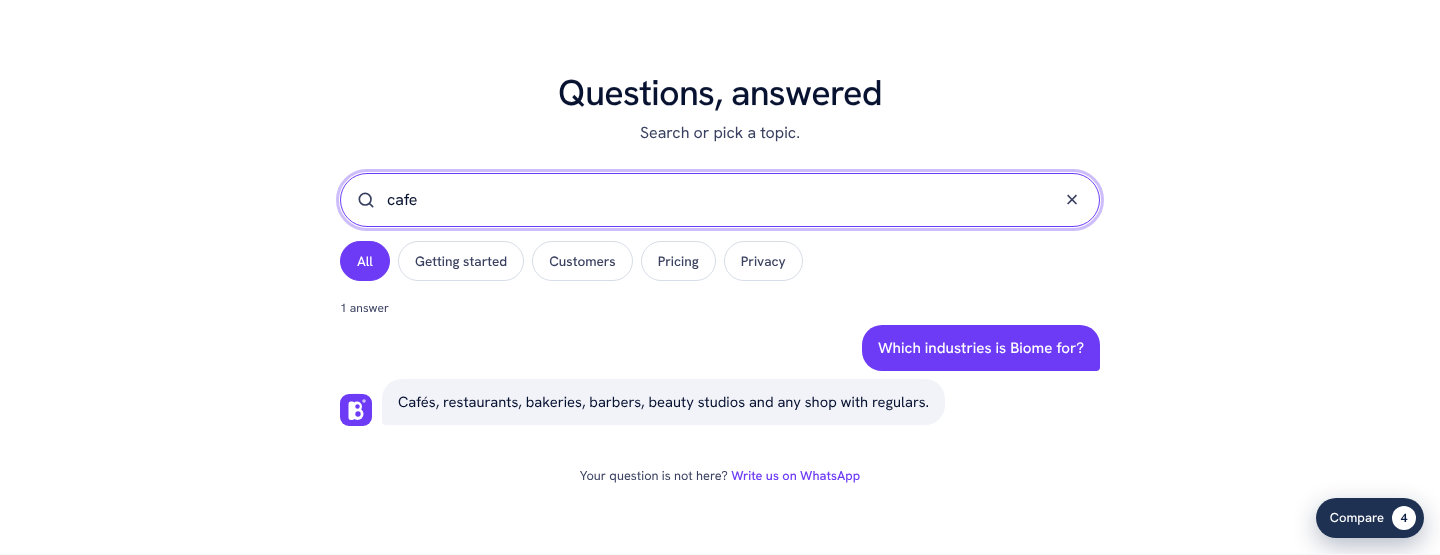 Questions, answered
Search or pick a topic.
cafe
All
Getting started
Customers
Pricing
Privacy
1 answer
Which industries is Biome for?
B
Cafés, restaurants, bakeries, barbers, beauty studios and any shop with regulars.
Your question is not here? Write us on WhatsApp
Compare 4